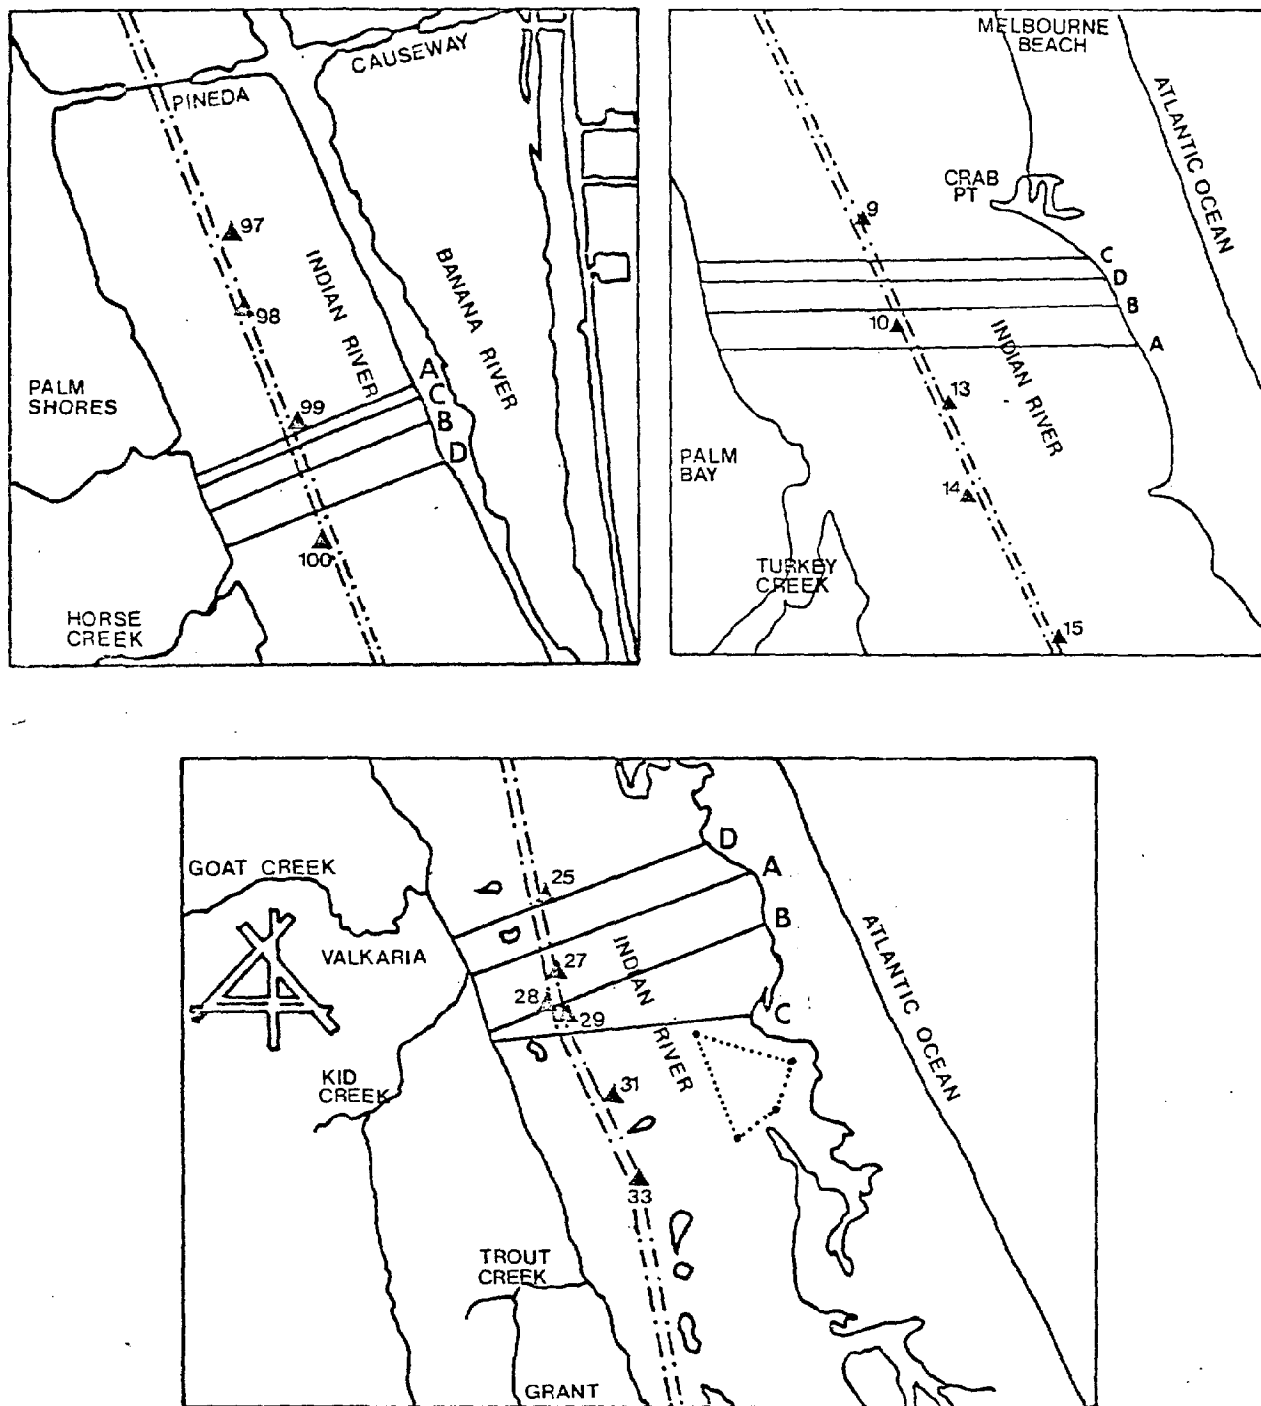 CAUSEWAY
PINEDA
97
98
INDIAN RIVER
BANANA RIVER
PALM
SHORES
99
A
C
B
D
100
HORSE
CREEK
MELBOURNE
BEACH
ATLANTIC OCEAN
CRAB
PT
9
C
D
B
10
A
INDIAN RIVER
13
PALM
BAY
14
TURKEY
CREEK
15
GOAT CREEK
D
A
25
B
VALKARIA
INDIAN RIVER
27
28
29
C
ATLANTIC OCEAN
KID
CREEK
31
33
TROUT
CREEK
GRANT